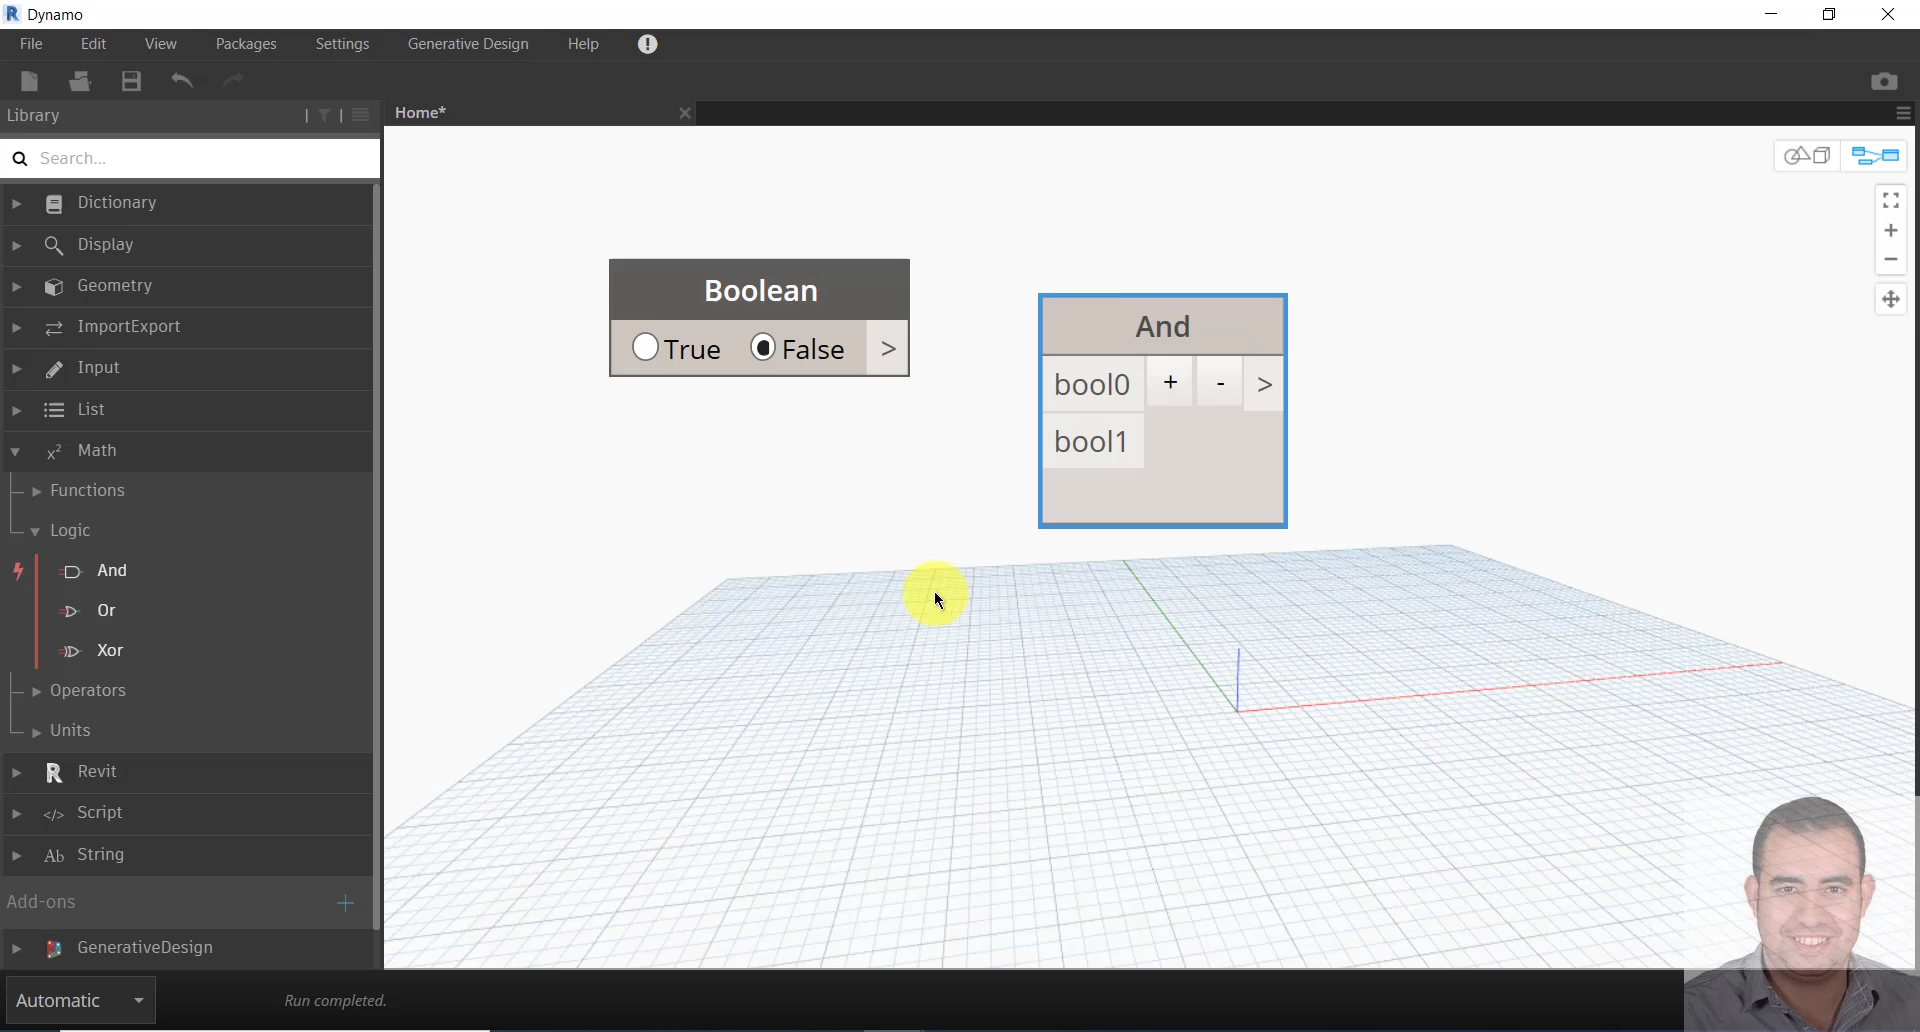 Dynamo
File Edit View Packages Settings Generative Design Help
Library
Home*
Search...
Dictionary
Display
Geometry
ImportExport
Input
List
Math
Functions
Logic
And
Or
Xor
Operators
Units
Revit
Script
String
Add-ons
GenerativeDesign
Boolean
True False >
And
bool0 + - >
bool1
Automatic
Run completed.